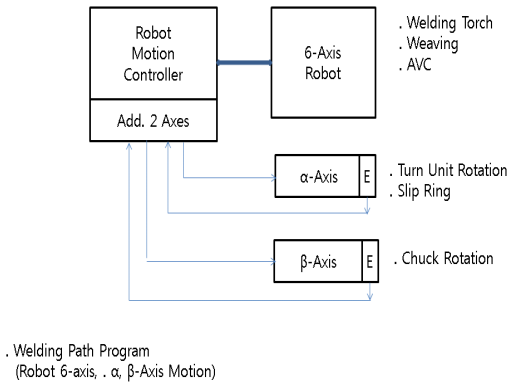 Robot
Motion
Controller
Add. 2 Axes
6-Axis
Robot
. Welding Torch
. Weaving
. AVC
α-Axis
E
. Turn Unit Rotation
. Slip Ring
β-Axis
E
. Chuck Rotation
. Welding Path Program
(Robot 6-axis, . α, β-Axis Motion)